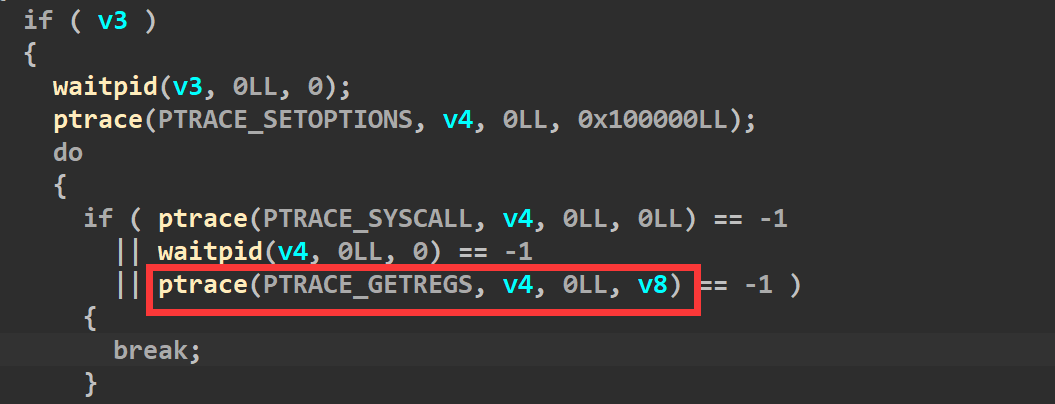 if ( v3 )
{
waitpid(v3, 0LL, 0);
ptrace(PTRACE_SETOPTIONS, v4, 0LL, 0x100000LL);
do
{
if ( ptrace(PTRACE_SYSCALL, v4, 0LL, 0LL) == -1
|| waitpid(v4, 0LL, 0) == -1
|| ptrace(PTRACE_GETREGS, v4, 0LL, v8) == -1 )
{
break;
}